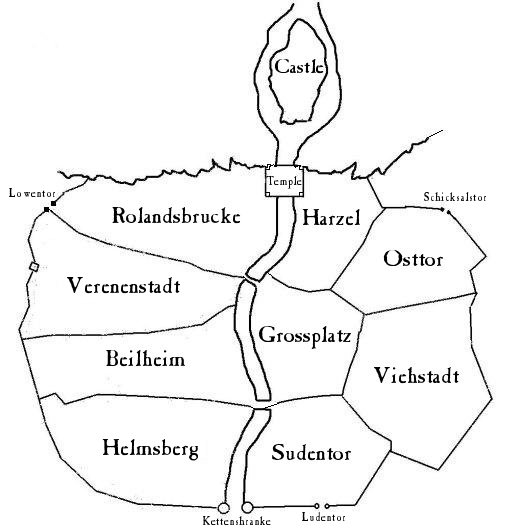 Castle
Temple
Lowentor
Schicksalstor
Rolandsbrucke
Harzel
Osttor
Verenenstadt
Grossplatz
Beilheim
Viehstadt
Helmsberg
Sudentor
Kettenshranke
Ludentor